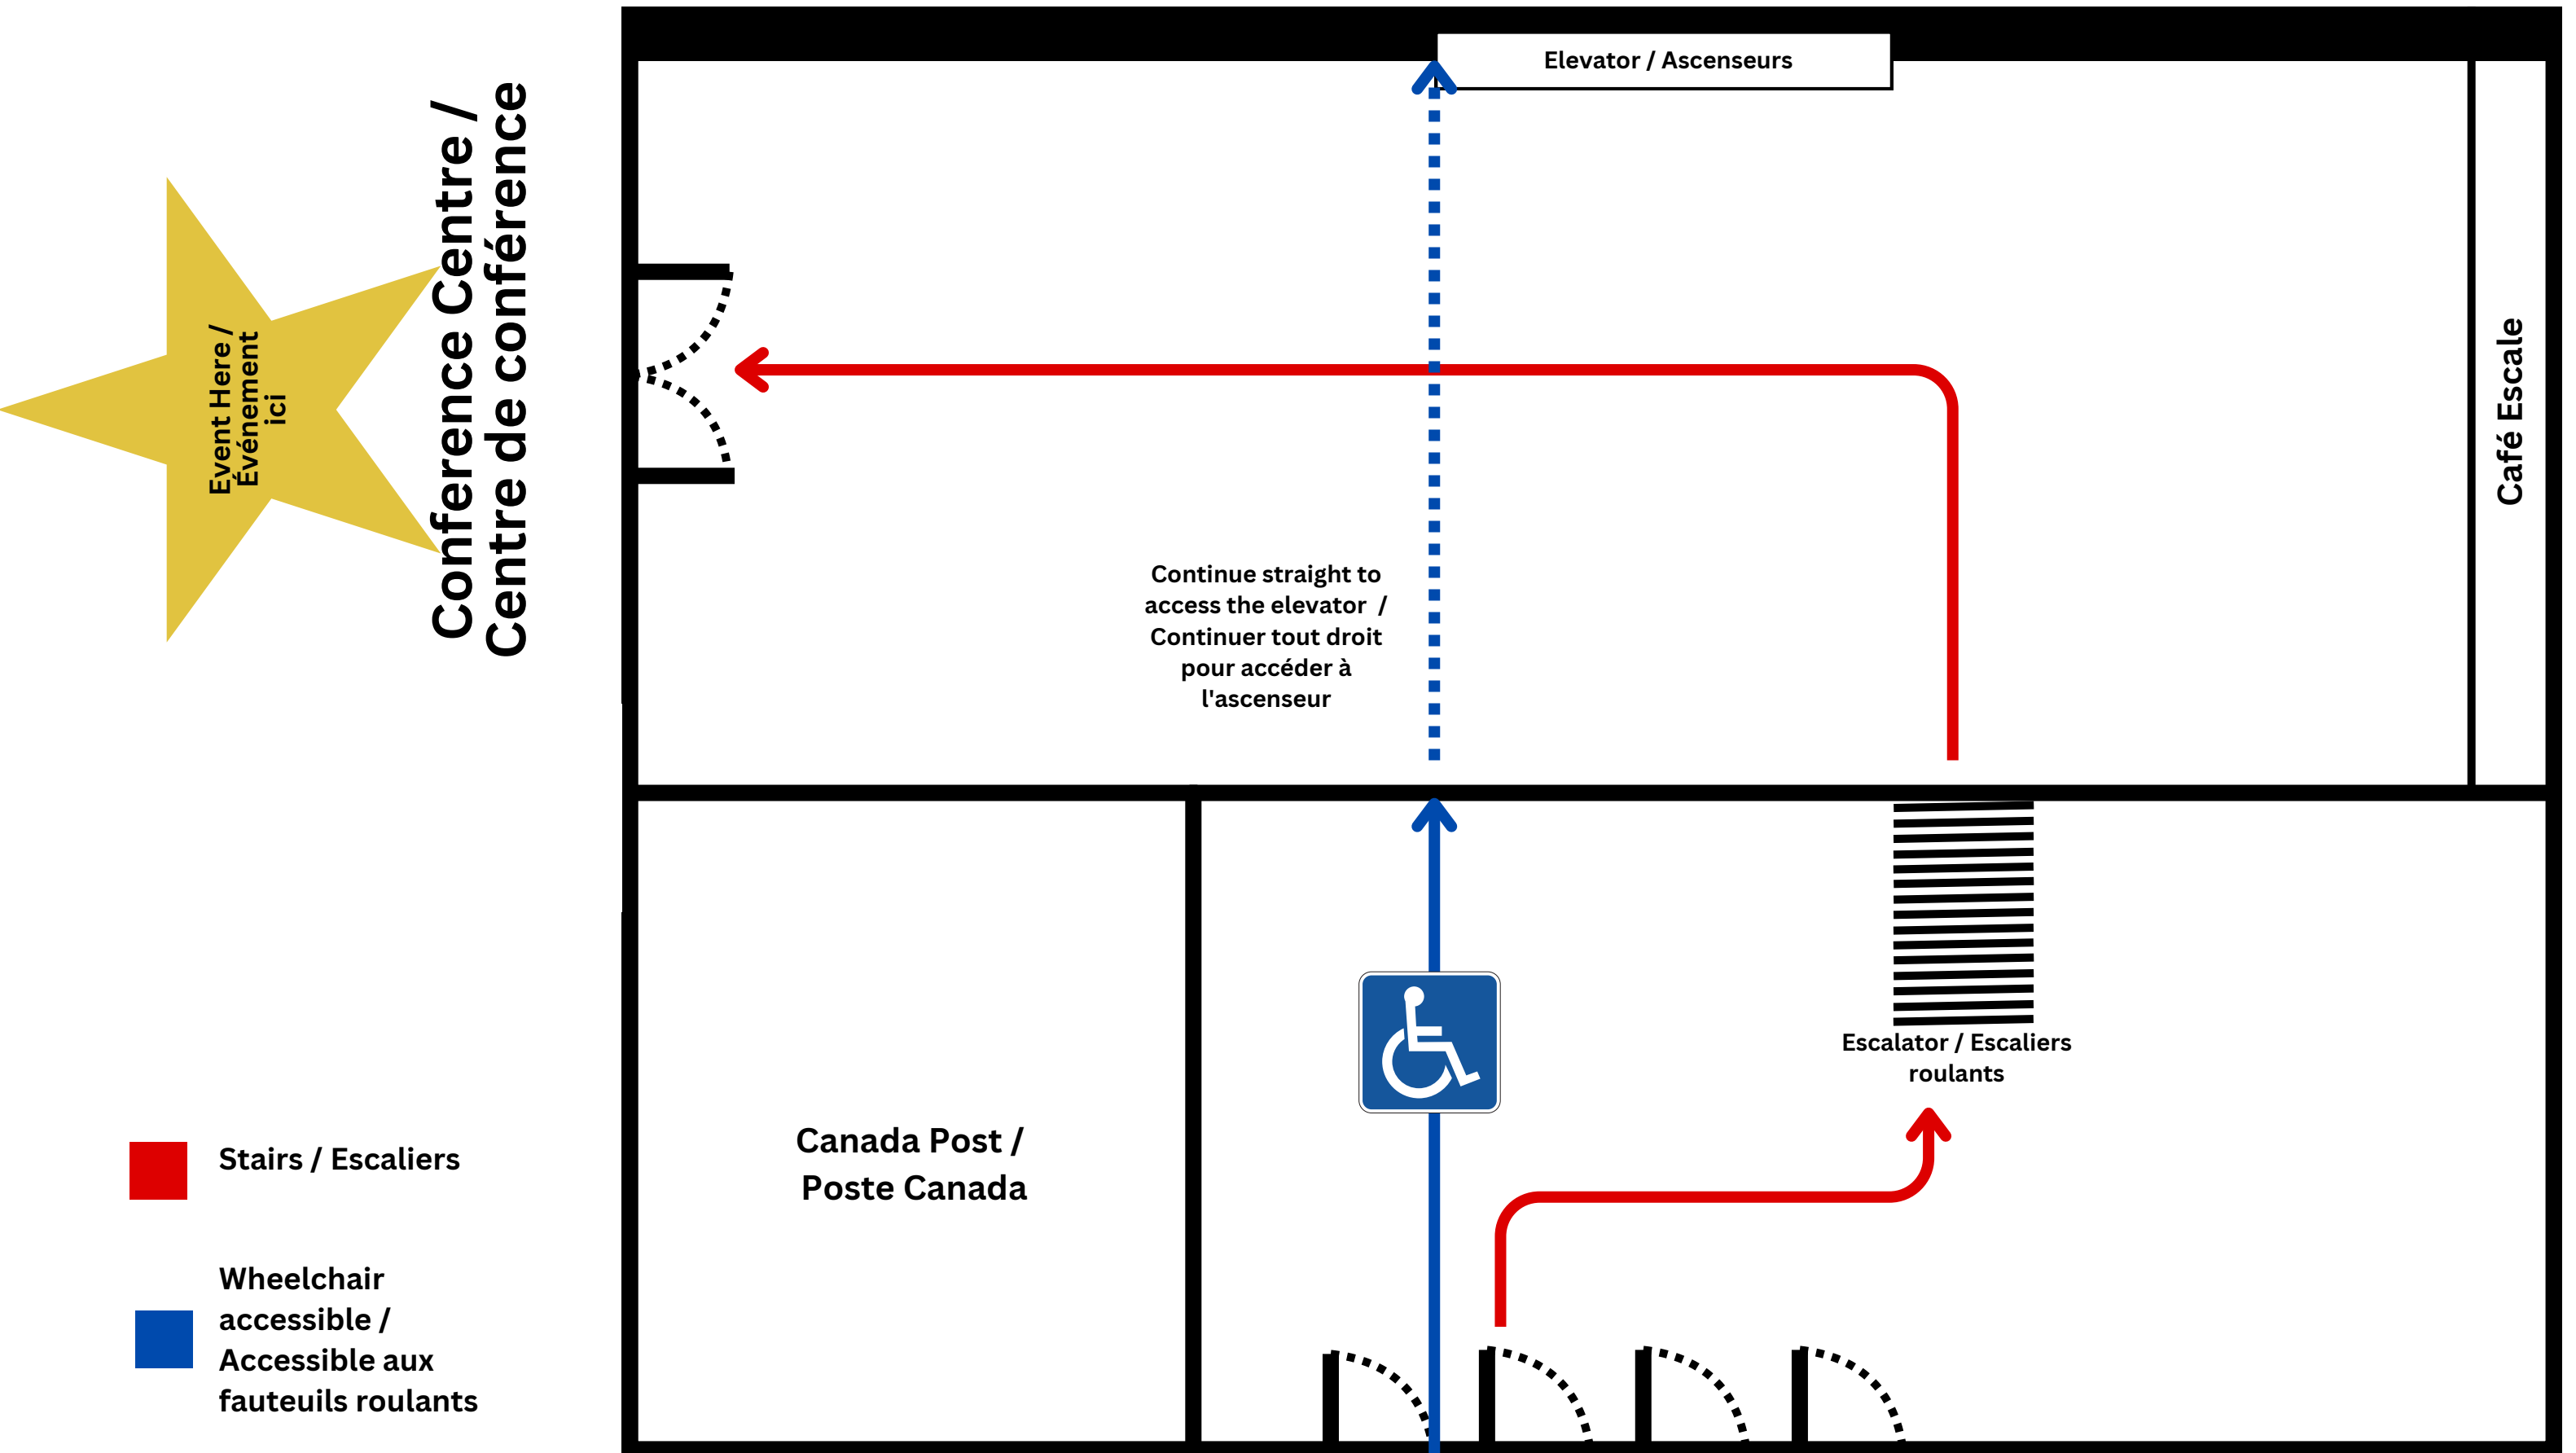 Elevator / Ascenseurs
Conference Centre /
Centre de conférence
Event Here /
Événement
ici
Café Escale
Continue straight to
access the elevator /
Continuer tout droit
pour accéder à
l'ascenseur
Escalator / Escaliers
roulants
Canada Post /
Poste Canada
Stairs / Escaliers
Wheelchair
accessible /
Accessible aux
fauteuils roulants